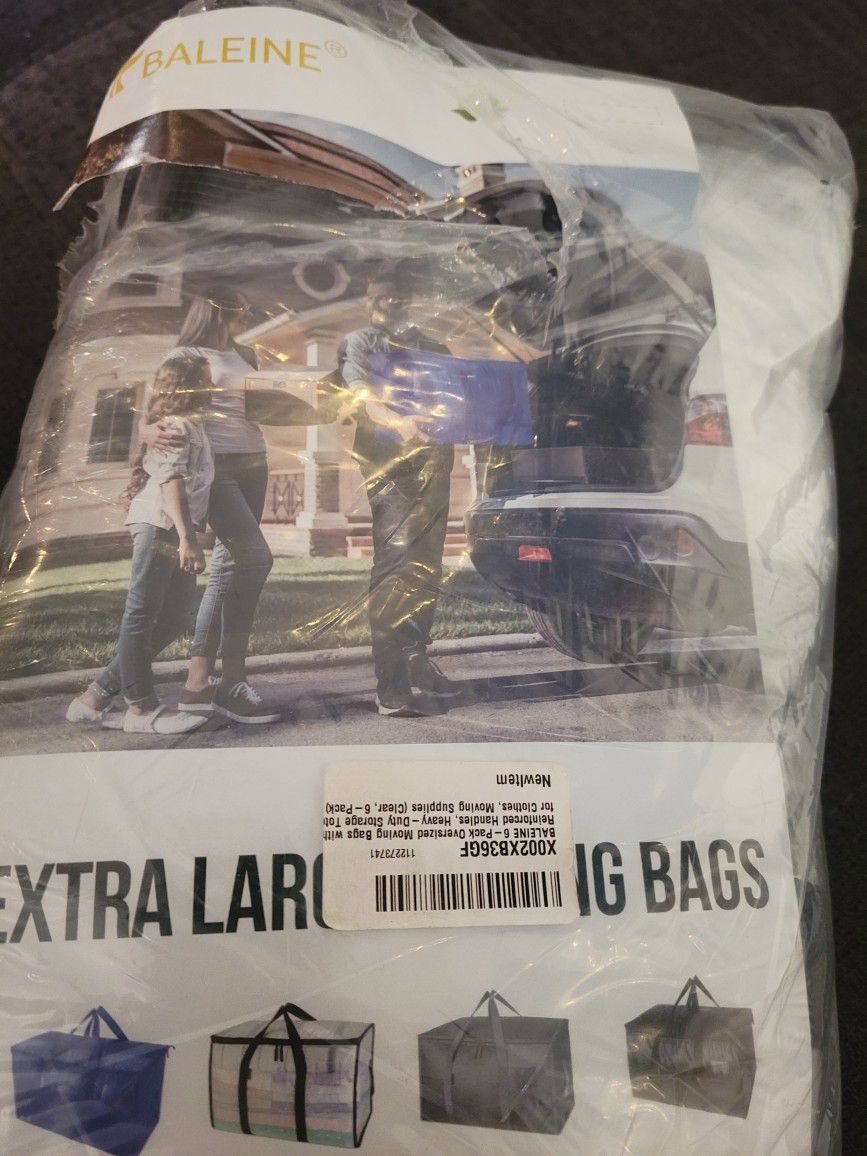 BALEINE®
NewItem
for Clothes, Moving Supplies (Clear, 6 - Pack)
Reinforced Handles, Heavy - Duty Storage Tote
BALEINE 6 - Pack Oversized Moving Bags with
X002XB36GF 112273741
EXTRA LARG NG BAGS